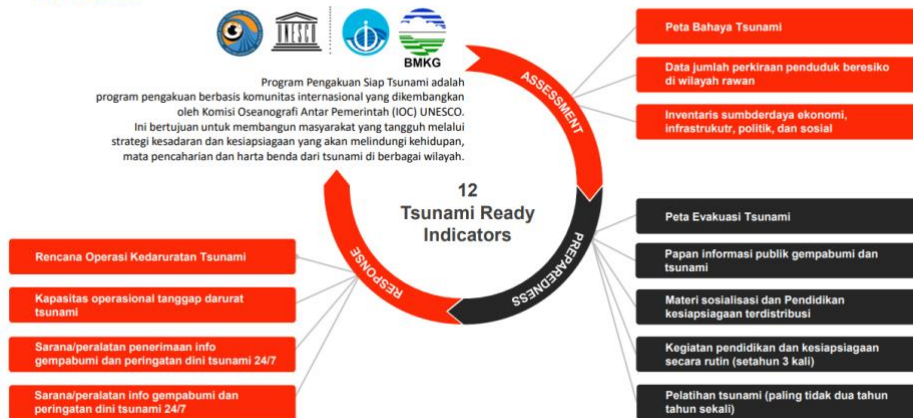 UNESCO
BMKG
Program Pengakuan Siap Tsunami adalah
program pengakuan berbasis komunitas internasional yang dikembangkan
oleh Komisi Oseanografi Antar Pemerintah (IOC) UNESCO.
Ini bertujuan untuk membangun masyarakat yang tangguh melalui
strategi kesadaran dan kesiapsiagaan yang akan melindungi kehidupan,
mata pencaharian dan harta benda dari tsunami di berbagai wilayah.
12
Tsunami Ready
Indicators
ASSESSMENT
Peta Bahaya Tsunami
Data jumlah perkiraan penduduk beresiko
di wilayah rawan
Inventaris sumbderdaya ekonomi,
infrastrukutr, politik, dan sosial
PREPAREDNESS
Peta Evakuasi Tsunami
Papan informasi publik gempabumi dan
tsunami
Materi sosialisasi dan Pendidikan
kesiapsiagaan terdistribusi
Kegiatan pendidikan dan kesiapsiagaan
secara rutin (setahun 3 kali)
Pelatihan tsunami (paling tidak dua tahun
tahun sekali)
RESPONSE
Rencana Operasi Kedaruratan Tsunami
Kapasitas operasional tanggap darurat
tsunami
Sarana/peralatan penerimaan info
gempabumi dan peringatan dini tsunami 24/7
Sarana/peralatan info gempabumi dan
peringatan dini tsunami 24/7